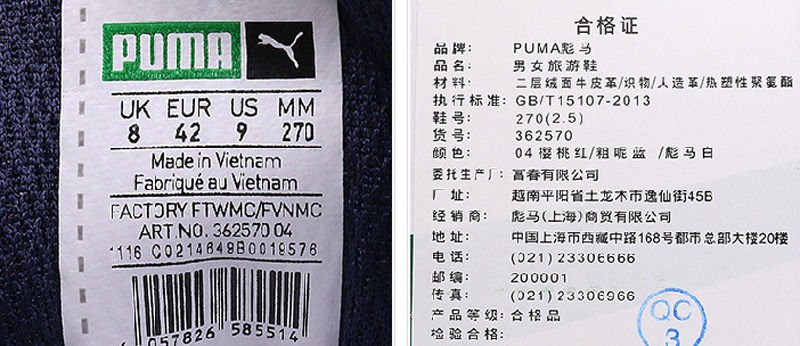 PUMA
UK EUR US MM
8 42 9 270
Made in Vietnam
Fabriqué au Vietnam
FACTORY FTWMC/FVNMC
ART.NO. 362570 04
1116 C0214649B0019576
4 057826 585514
合格证
品牌: PUMA彪马
品名: 男女旅游鞋
材料: 二层绒面牛皮革/织物/人造革/热塑性聚氨酯
执行标准: GB/T15107-2013
鞋号: 270(2.5)
货号: 362570
颜色: 04樱桃红/粗呢蓝 /彪马白
委托生产厂: 富春有限公司
厂址: 越南平阳省土龙木市逸仙街45B
经销商: 彪马(上海)商贸有限公司
地址: 中国上海市西藏中路168号都市总部大楼20楼
电话: (021) 23306666
邮编: 200001
传真: (021) 23306966
产品等级: 合格品
检验合格:
QC
3